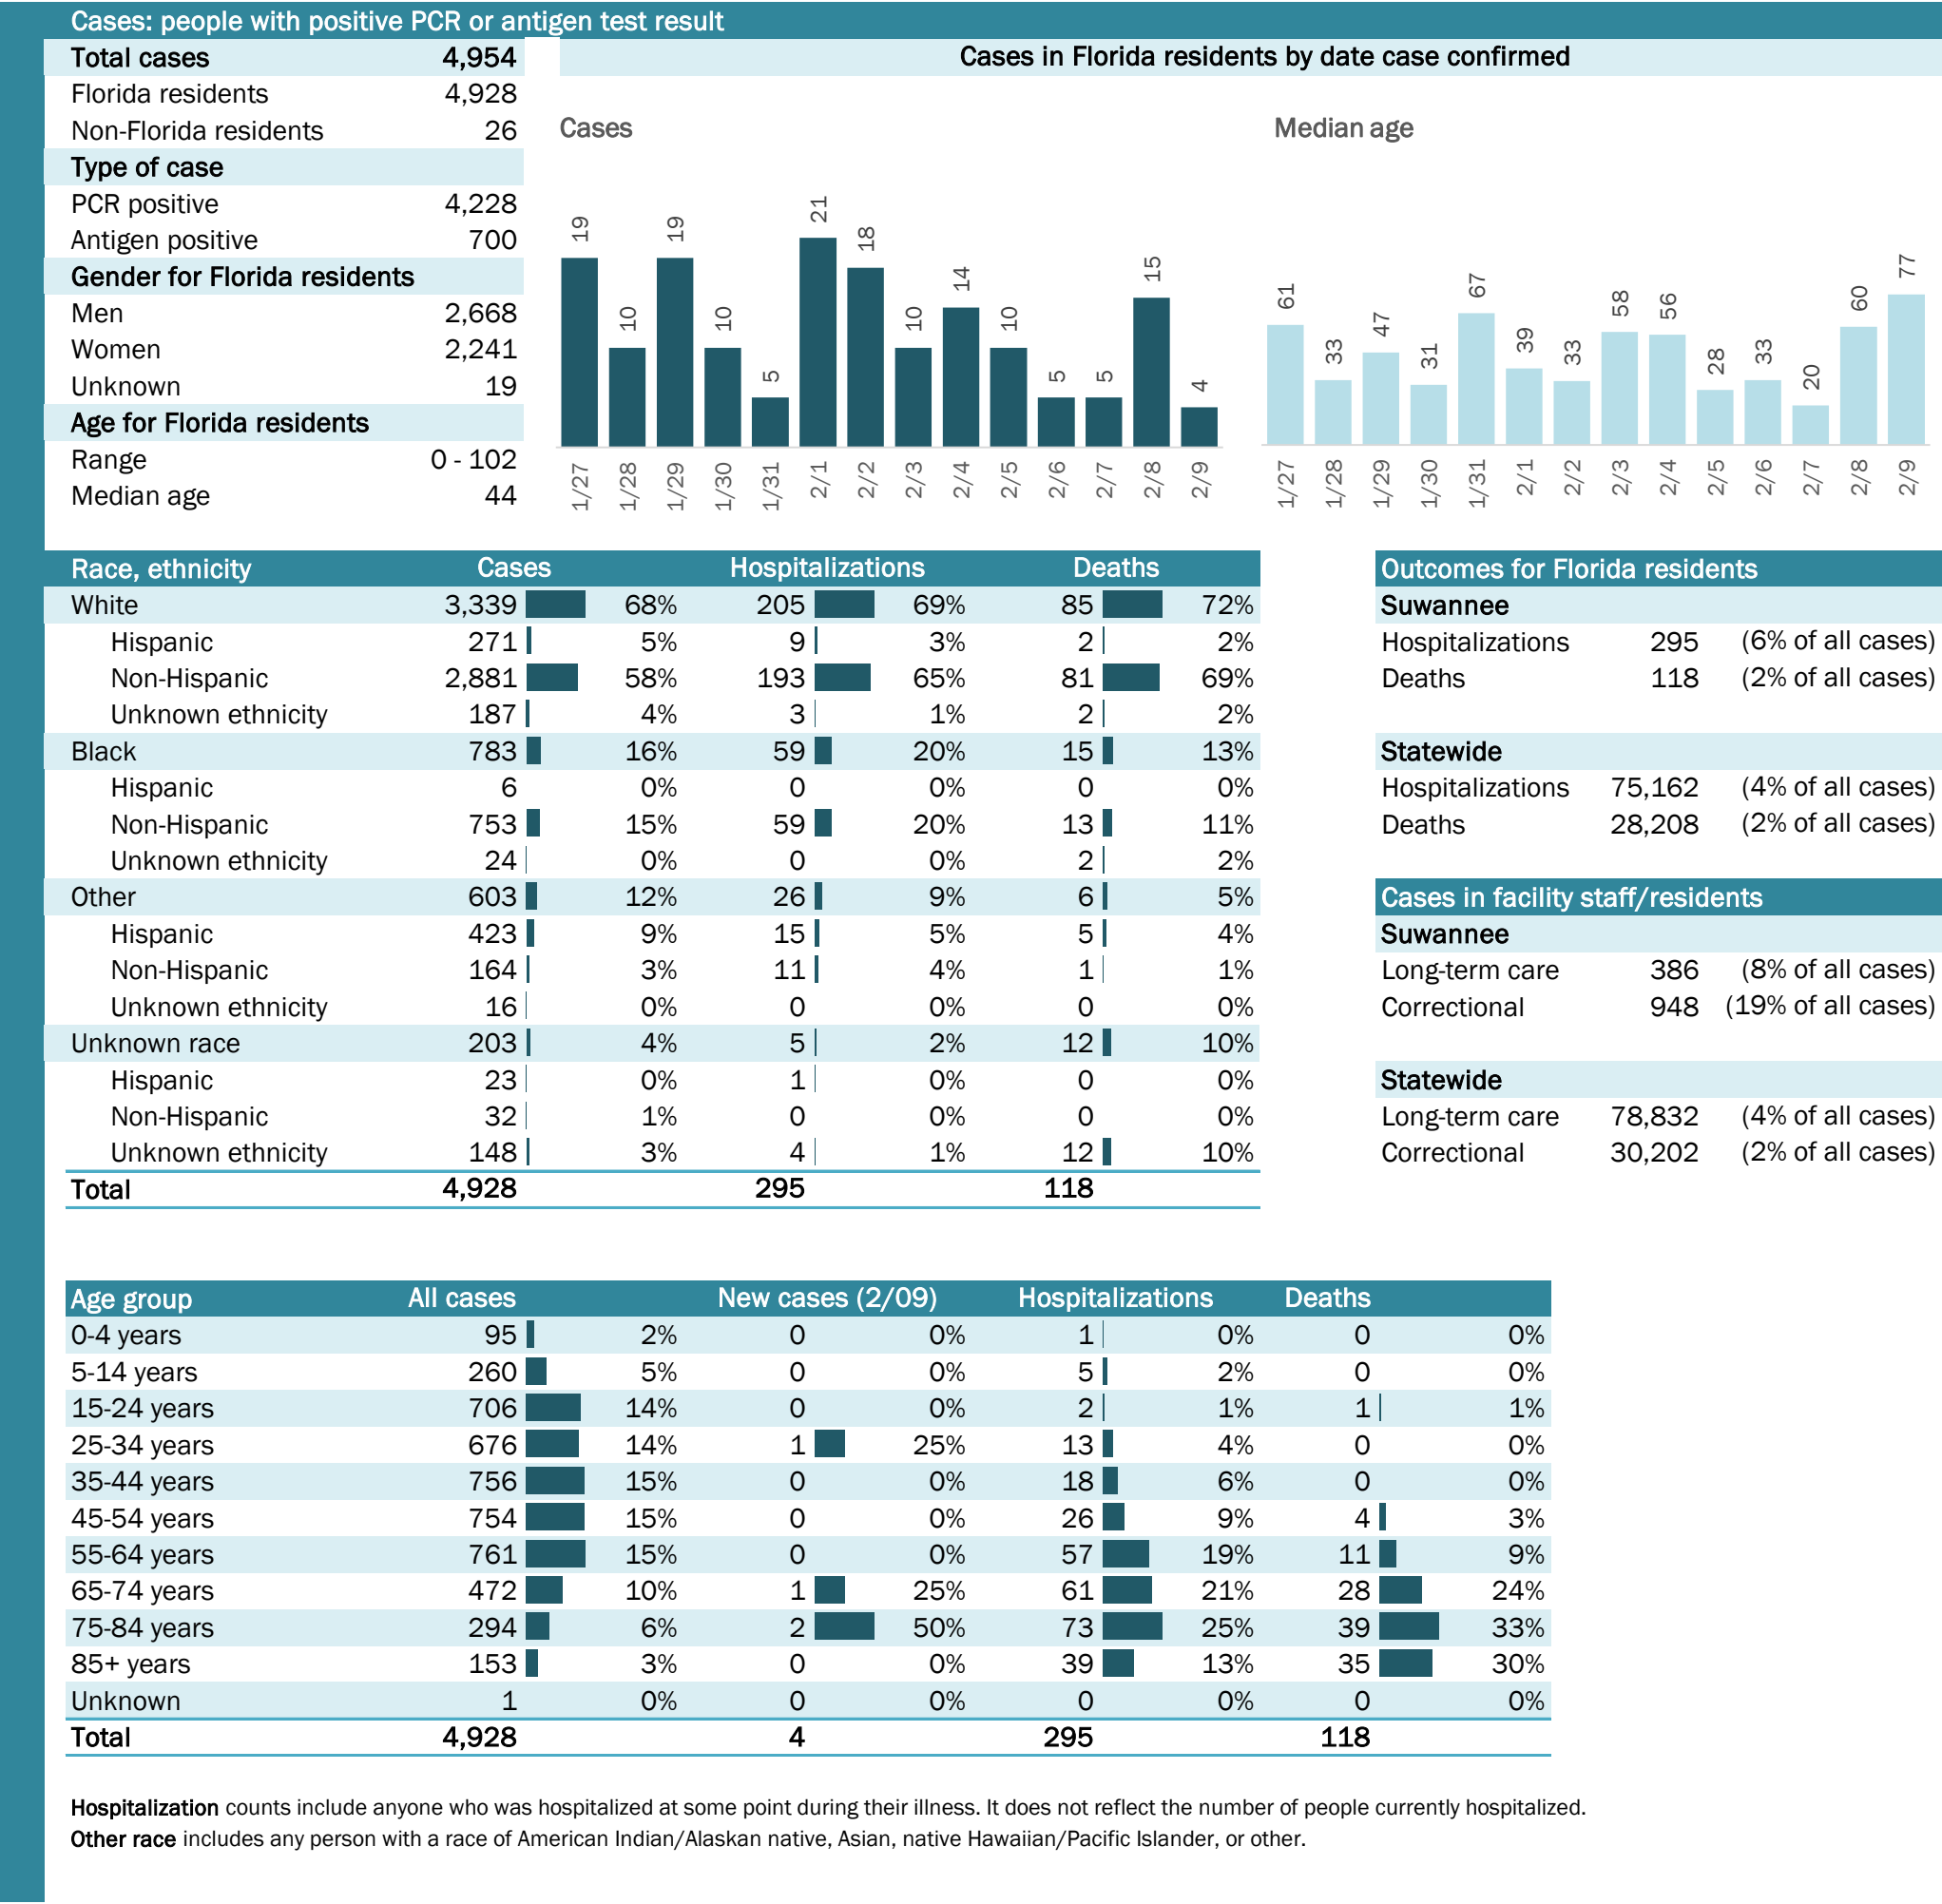 Cases: people with positive PCR or antigen test result
Total cases 4,954
Florida residents 4,928
Non-Florida residents 26
Type of case
PCR positive 4,228
Antigen positive 700
Gender for Florida residents
Men 2,668
Women 2,241
Unknown 19
Age for Florida residents
Range 0 - 102
Median age 44
Cases in Florida residents by date case confirmed
Cases
19 10 19 10 5 21 18 10 14 10 5 5 15 4
1/27 1/28 1/29 1/30 1/31 2/1 2/2 2/3 2/4 2/5 2/6 2/7 2/8 2/9
Median age
61 33 47 31 67 39 33 58 56 28 33 20 60 77
1/27 1/28 1/29 1/30 1/31 2/1 2/2 2/3 2/4 2/5 2/6 2/7 2/8 2/9
Race, ethnicity Cases Hospitalizations Deaths
White 3,339 68% 205 69% 85 72%
Hispanic 271 5% 9 3% 2 2%
Non-Hispanic 2,881 58% 193 65% 81 69%
Unknown ethnicity 187 4% 3 1% 2 2%
Black 783 16% 59 20% 15 13%
Hispanic 6 0% 0 0% 0 0%
Non-Hispanic 753 15% 59 20% 13 11%
Unknown ethnicity 24 0% 0 0% 2 2%
Other 603 12% 26 9% 6 5%
Hispanic 423 9% 15 5% 5 4%
Non-Hispanic 164 3% 11 4% 1 1%
Unknown ethnicity 16 0% 0 0% 0 0%
Unknown race 203 4% 5 2% 12 10%
Hispanic 23 0% 1 0% 0 0%
Non-Hispanic 32 1% 0 0% 0 0%
Unknown ethnicity 148 3% 4 1% 12 10%
Total 4,928 295 118
Outcomes for Florida residents
Suwannee
Hospitalizations 295 (6% of all cases)
Deaths 118 (2% of all cases)
Statewide
Hospitalizations 75,162 (4% of all cases)
Deaths 28,208 (2% of all cases)
Cases in facility staff/residents
Suwannee
Long-term care 386 (8% of all cases)
Correctional 948 (19% of all cases)
Statewide
Long-term care 78,832 (4% of all cases)
Correctional 30,202 (2% of all cases)
Age group All cases New cases (2/09) Hospitalizations Deaths
0-4 years 95 2% 0 0% 1 0% 0 0%
5-14 years 260 5% 0 0% 5 2% 0 0%
15-24 years 706 14% 0 0% 2 1% 1 1%
25-34 years 676 14% 1 25% 13 4% 0 0%
35-44 years 756 15% 0 0% 18 6% 0 0%
45-54 years 754 15% 0 0% 26 9% 4 3%
55-64 years 761 15% 0 0% 57 19% 11 9%
65-74 years 472 10% 1 25% 61 21% 28 24%
75-84 years 294 6% 2 50% 73 25% 39 33%
85+ years 153 3% 0 0% 39 13% 35 30%
Unknown 1 0% 0 0% 0 0% 0 0%
Total 4,928 4 295 118
Hospitalization counts include anyone who was hospitalized at some point during their illness. It does not reflect the number of people currently hospitalized.
Other race includes any person with a race of American Indian/Alaskan native, Asian, native Hawaiian/Pacific Islander, or other.